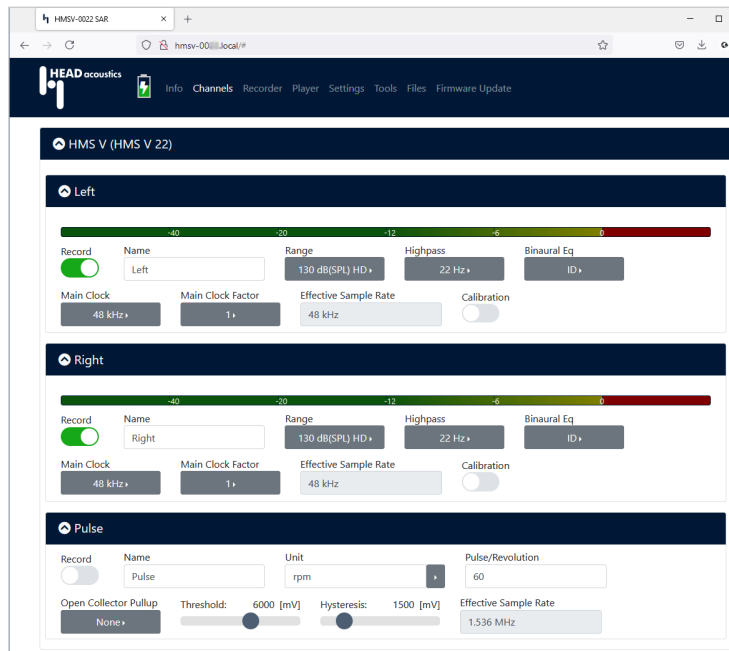 HMSV-0022 SAR
hmsv-00 .local/#
HEAD acoustics
Info Channels Recorder Player Settings Tools Files Firmware Update
HMS V (HMS V 22)
Left
-40 -20 -12 -6 0
Record Name Range Highpass Binaural Eq
Left 130 dB(SPL) HD 22 Hz ID
Main Clock Main Clock Factor Effective Sample Rate Calibration
48 kHz 1 48 kHz
Right
-40 -20 -12 -6 0
Record Name Range Highpass Binaural Eq
Right 130 dB(SPL) HD 22 Hz ID
Main Clock Main Clock Factor Effective Sample Rate Calibration
48 kHz 1 48 kHz
Pulse
Record Name Unit Pulse/Revolution
Pulse rpm 60
Open Collector Pullup Threshold: 6000 [mV] Hysteresis: 1500 [mV] Effective Sample Rate
None 1.536 MHz